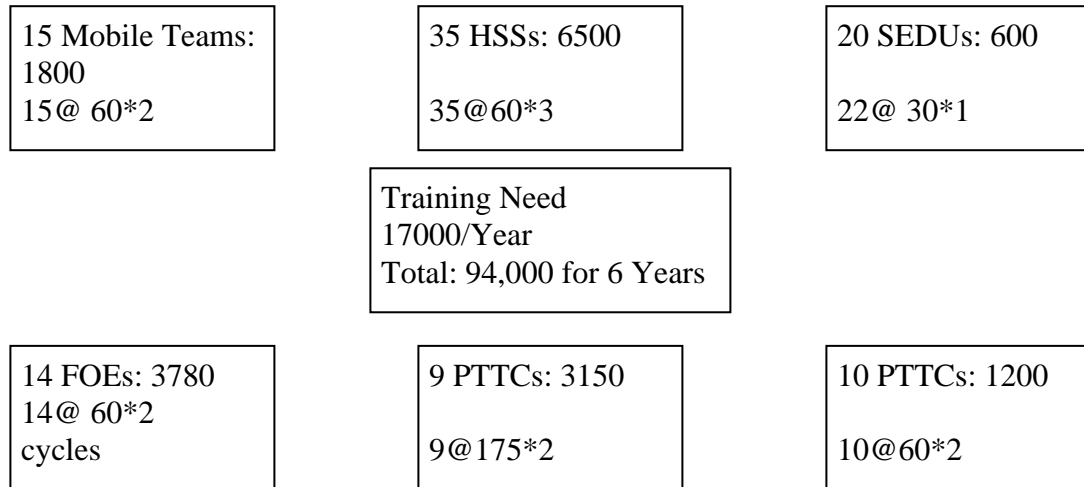 15 Mobile Teams:
1800
15@ 60*2
35 HSSs: 6500
35@60*3
20 SEDUs: 600
22@ 30*1
Training Need
17000/Year
Total: 94,000 for 6 Years
14 FOEs: 3780
14@ 60*2
cycles
9 PTTCs: 3150
9@175*2
10 PTTCs: 1200
10@60*2